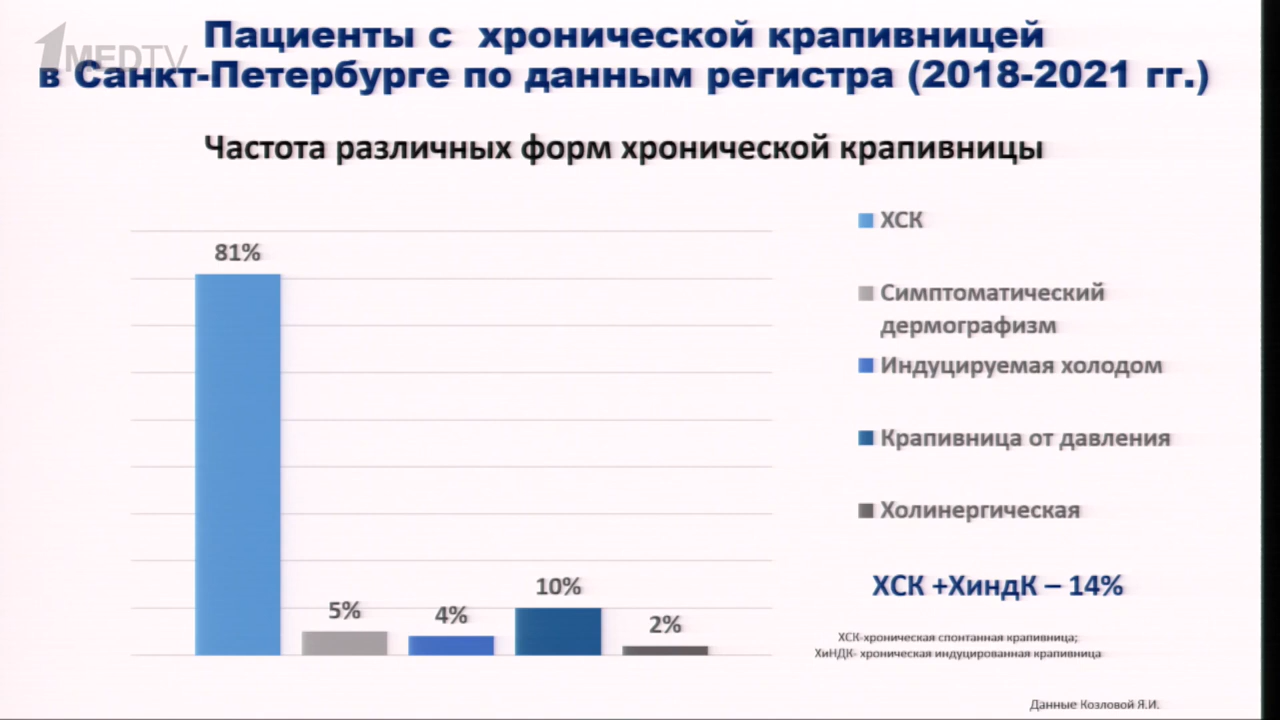 1MEDTV
Пациенты с хронической крапивницей
в Санкт-Петербурге по данным регистра (2018-2021 гг.)
Частота различных форм хронической крапивницы
81%
5%
4%
10%
2%
ХСК
Симптоматический
дермографизм
Индуцируемая холодом
Крапивница от давления
Холинергическая
ХСК +ХиндК – 14%
ХСК-хроническая спонтанная крапивница;
ХиНДК- хроническая индуцированная крапивница
Данные Козловой Я.И.